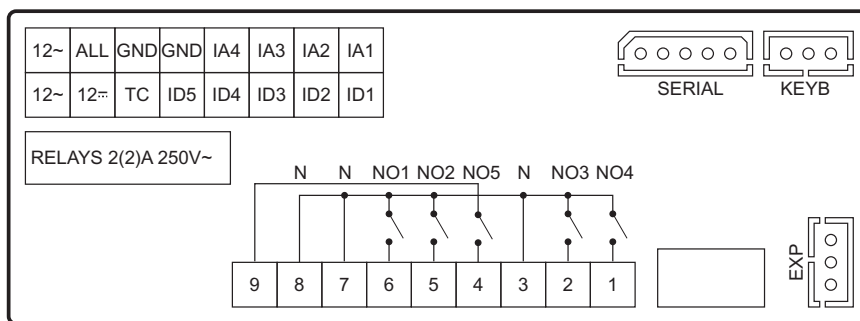 12~ ALL GND GND IA4 IA3 IA2 IA1
12~ 12⎓ TC ID5 ID4 ID3 ID2 ID1
SERIAL KEYB
RELAYS 2(2)A 250V~
N N NO1 NO2 NO5 N NO3 NO4
9 8 7 6 5 4 3 2 1
EXP